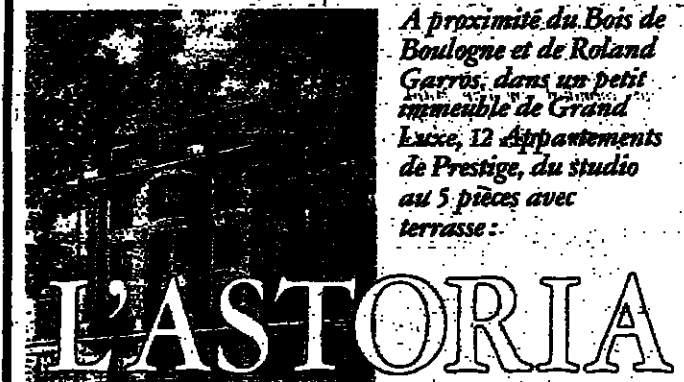 A proximité du Bois de
Boulogne et de Roland
Garros, dans un petit
immeuble de Grand
Luxe, 12 Appartements
de Prestige, du studio
au 5 pièces avec
terrasse :
L'ASTORIA